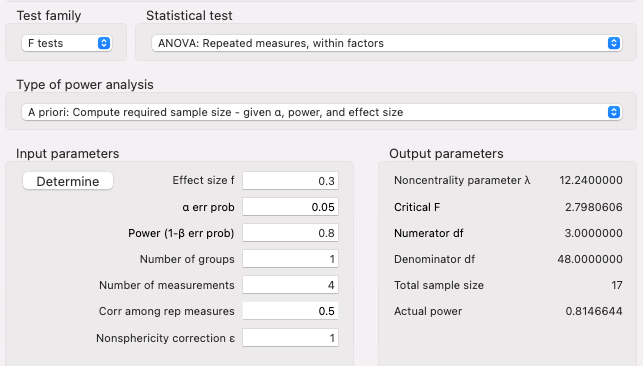 Test family
Statistical test
F tests
ANOVA: Repeated measures, within factors
Type of power analysis
A priori: Compute required sample size - given α, power, and effect size
Input parameters
Output parameters
Determine
Effect size f
0.3
Noncentrality parameter λ
12.2400000
α err prob
0.05
Critical F
2.7980606
Power (1-β err prob)
0.8
Numerator df
3.0000000
Number of groups
1
Denominator df
48.0000000
Number of measurements
4
Total sample size
17
Corr among rep measures
0.5
Actual power
0.8146644
Nonsphericity correction ε
1